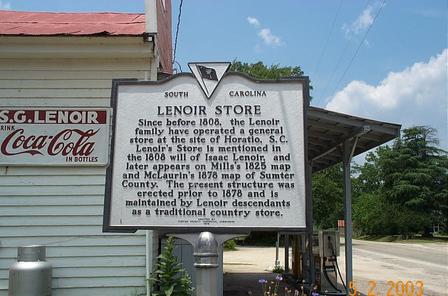 SOUTH CAROLINA
LENOIR STORE
Since before 1808, the Lenoir
family have operated a general
store at the site of Horatio, S.C.
Lenoir's Store is mentioned in
the 1808 will of Isaac Lenoir, and
later appears on Mills's 1825 map
and McLaurin's 1878 map of Sumter
County. The present structure was
erected prior to 1878 and is
maintained by Lenoir descendants
as a traditional country store.
S.G. LENOIR
DRINK
Coca-Cola
IN BOTTLES
5 2 2003